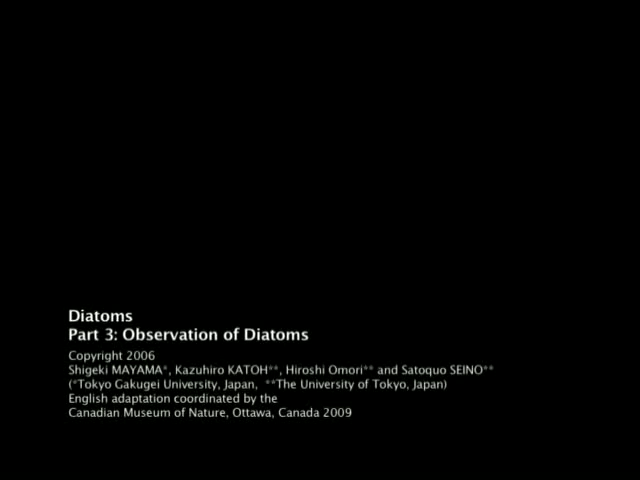 Diatoms
Part 3: Observation of Diatoms
Copyright 2006
Shigeki MAYAMA*, Kazuhiro KATOH**, Hiroshi Omori** and Satoquo SEINO**
(*Tokyo Gakugei University, Japan,  **The University of Tokyo, Japan)
English adaptation coordinated by the
Canadian Museum of Nature, Ottawa, Canada 2009